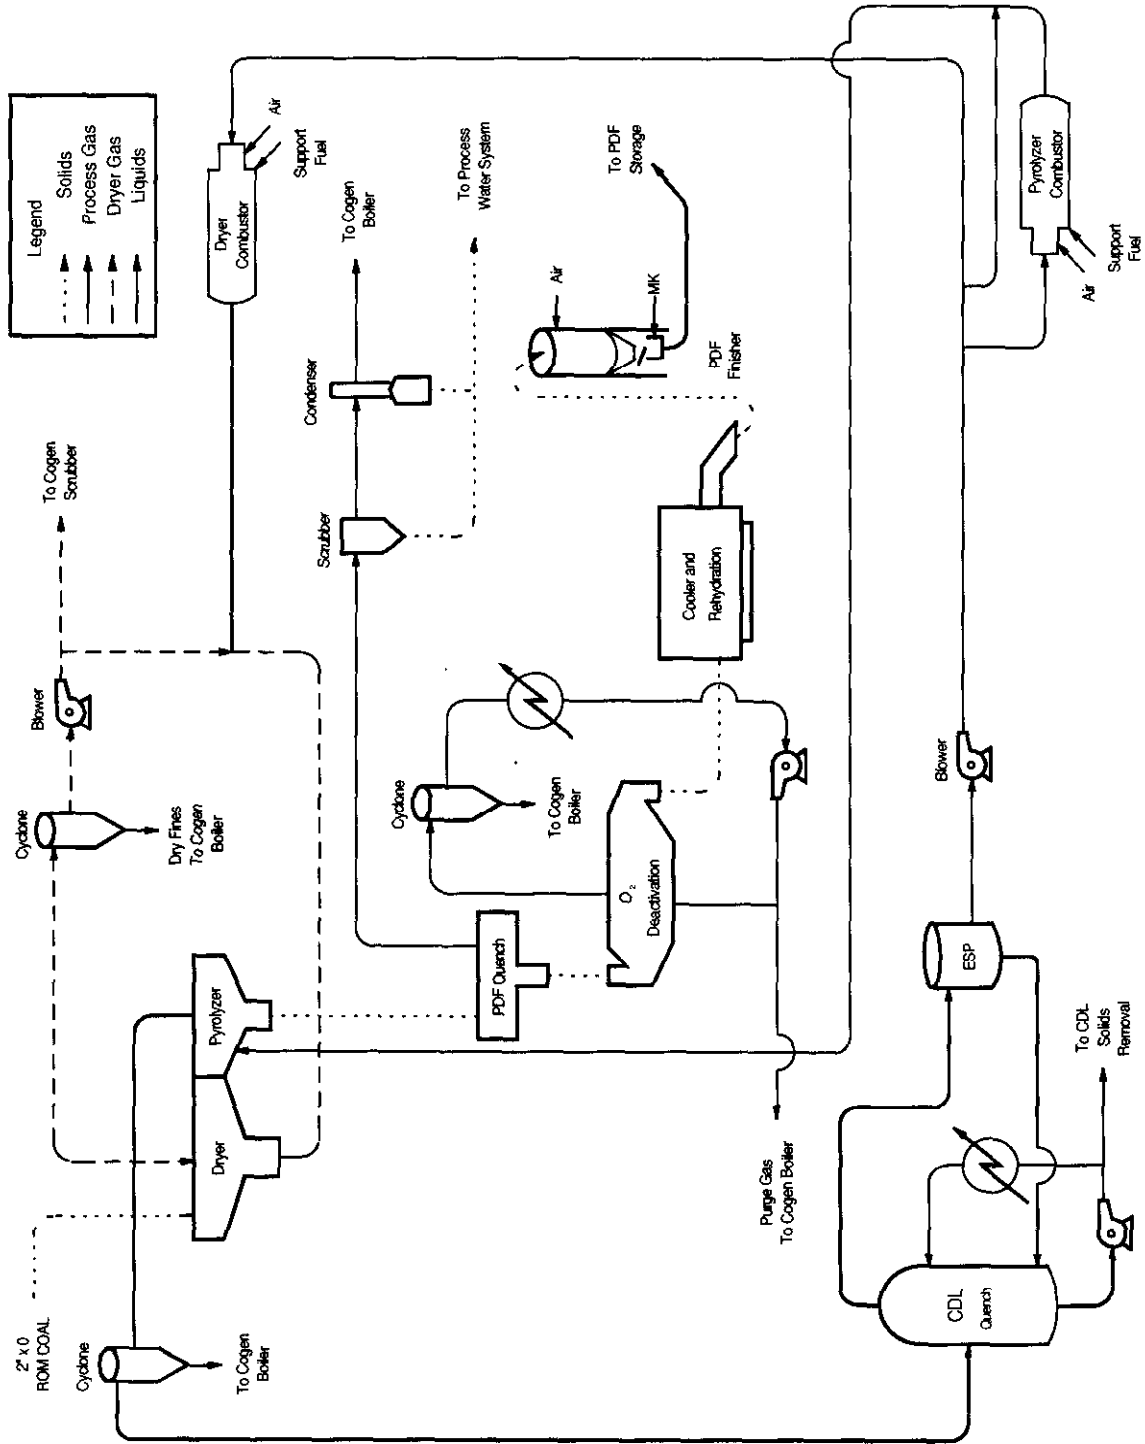 Legend
Solids
Process Gas
Dryer Gas
Liquids
2" x 0
ROM COAL
Cyclone
To Cogen
Boiler
Dryer
Pyrolyzer
Cyclone
Dry Fines
To Cogen
Boiler
Blower
To Cogen
Scrubber
Dryer
Combustor
Air
Support
Fuel
PDF Quench
Scrubber
Condenser
To Cogen
Boiler
To Process
Water System
Cyclone
To Cogen
Boiler
O2
Deactivation
Cooler and
Rehydration
PDF
Finisher
Air
MK
To PDF
Storage
Purge Gas
To Cogen Boiler
CDL
Quench
To CDL
Solids
Removal
ESP
Blower
Pyrolyzer
Combustor
Air
Support
Fuel